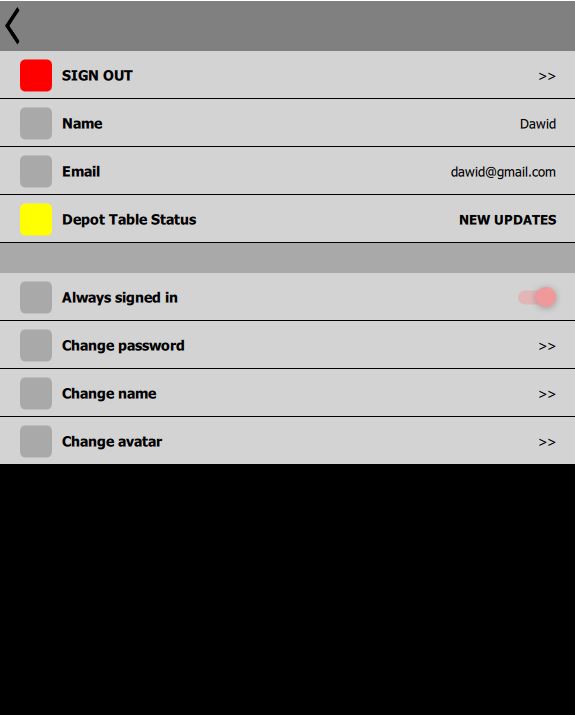 SIGN OUT >>
Name Dawid
Email dawid@gmail.com
Depot Table Status NEW UPDATES
Always signed in
Change password >>
Change name >>
Change avatar >>